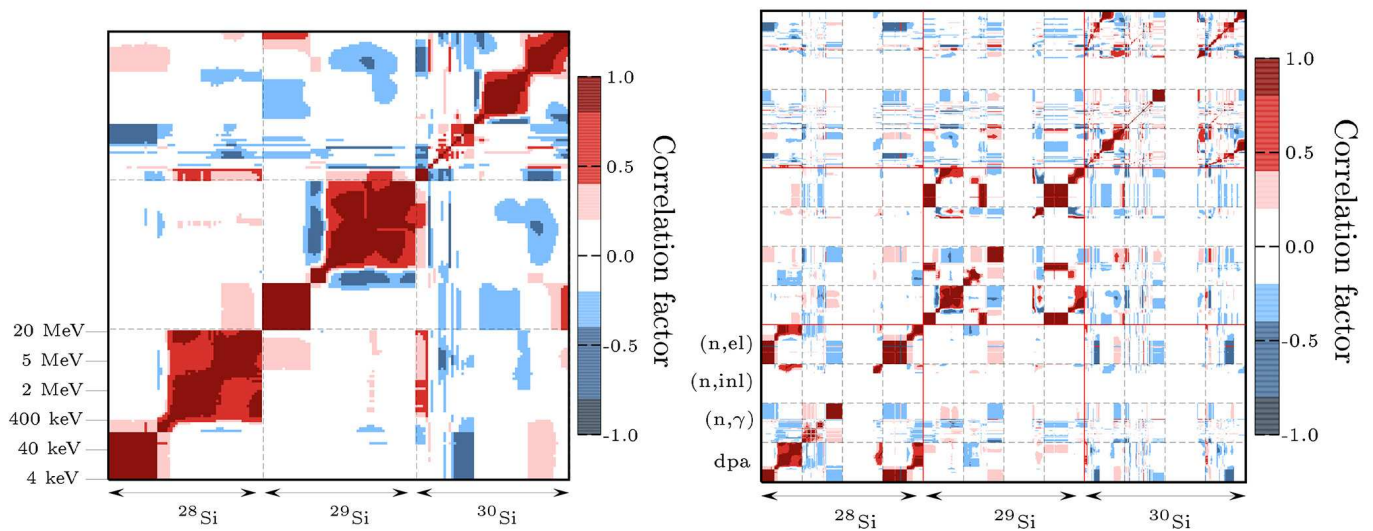 1.0
0.5
0.0
-0.5
-1.0
Correlation factor
20 MeV
5 MeV
2 MeV
400 keV
40 keV
4 keV
²⁸Si
²⁹Si
³⁰Si
1.0
0.5
0.0
-0.5
-1.0
Correlation factor
(n,el)
(n,inl)
(n,γ)
dpa
²⁸Si
²⁹Si
³⁰Si